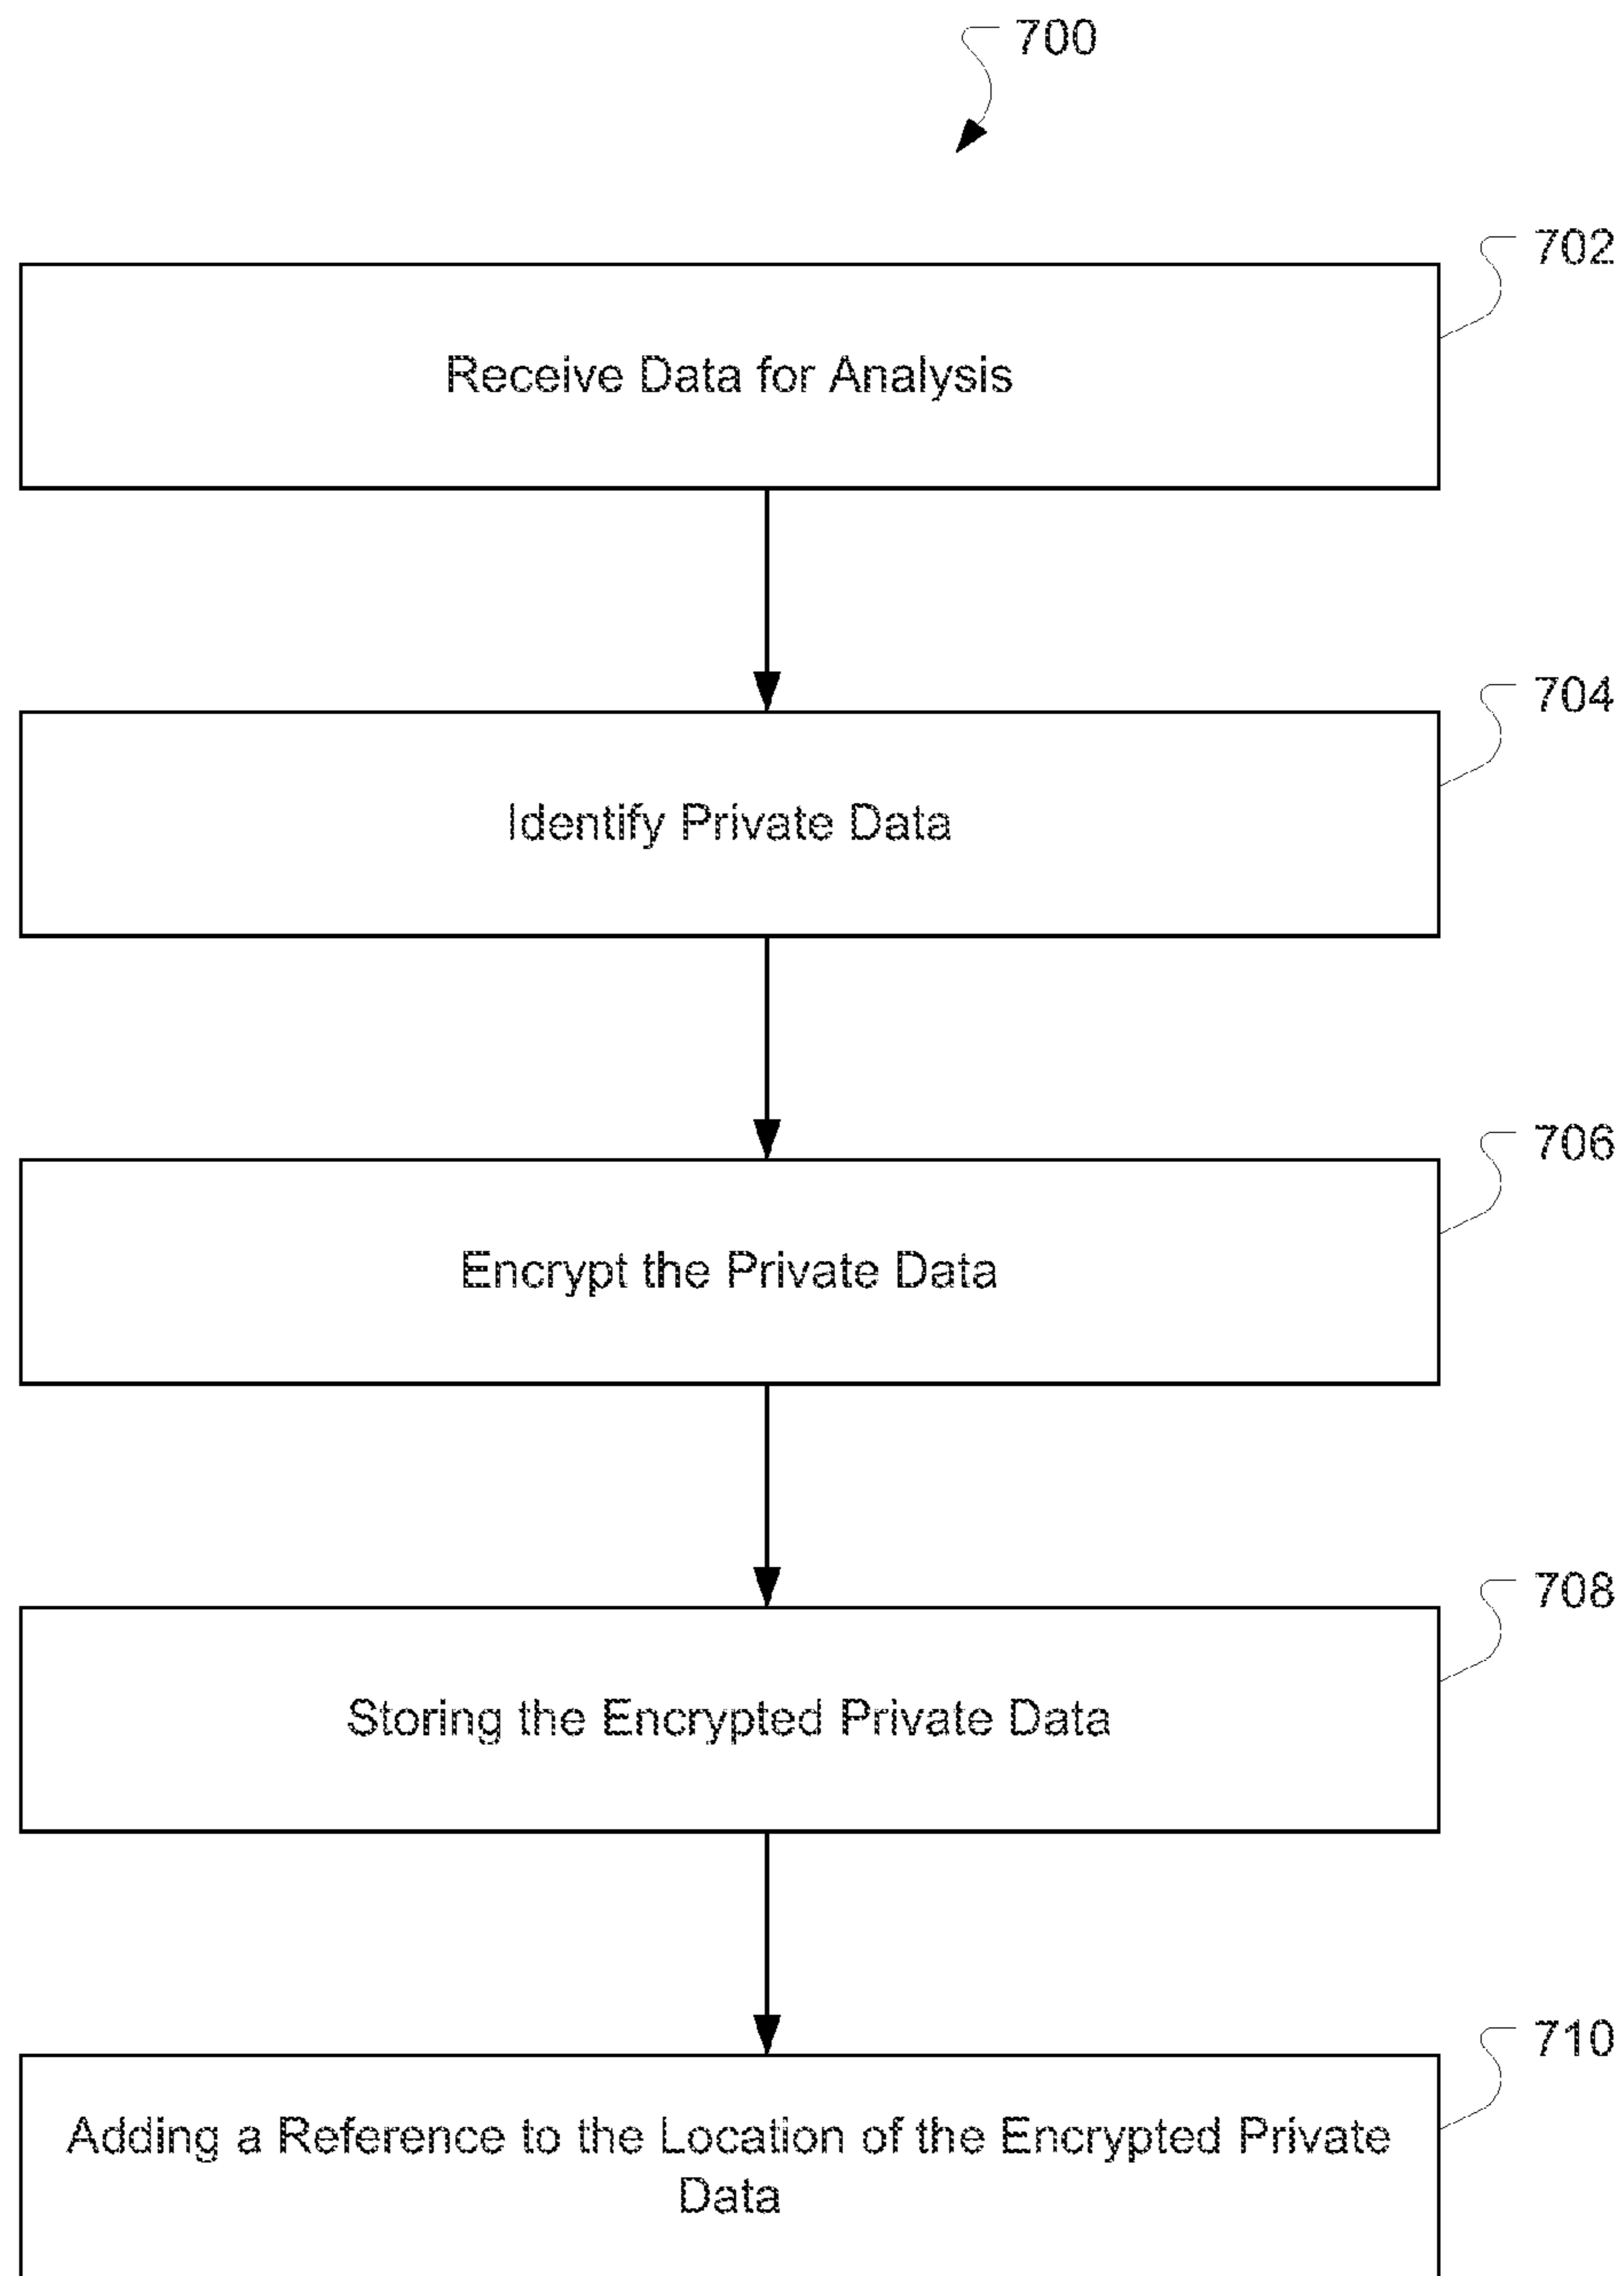 700
702
Receive Data for Analysis
704
Identify Private Data
706
Encrypt the Private Data
708
Storing the Encrypted Private Data
710
Adding a Reference to the Location of the Encrypted Private
Data